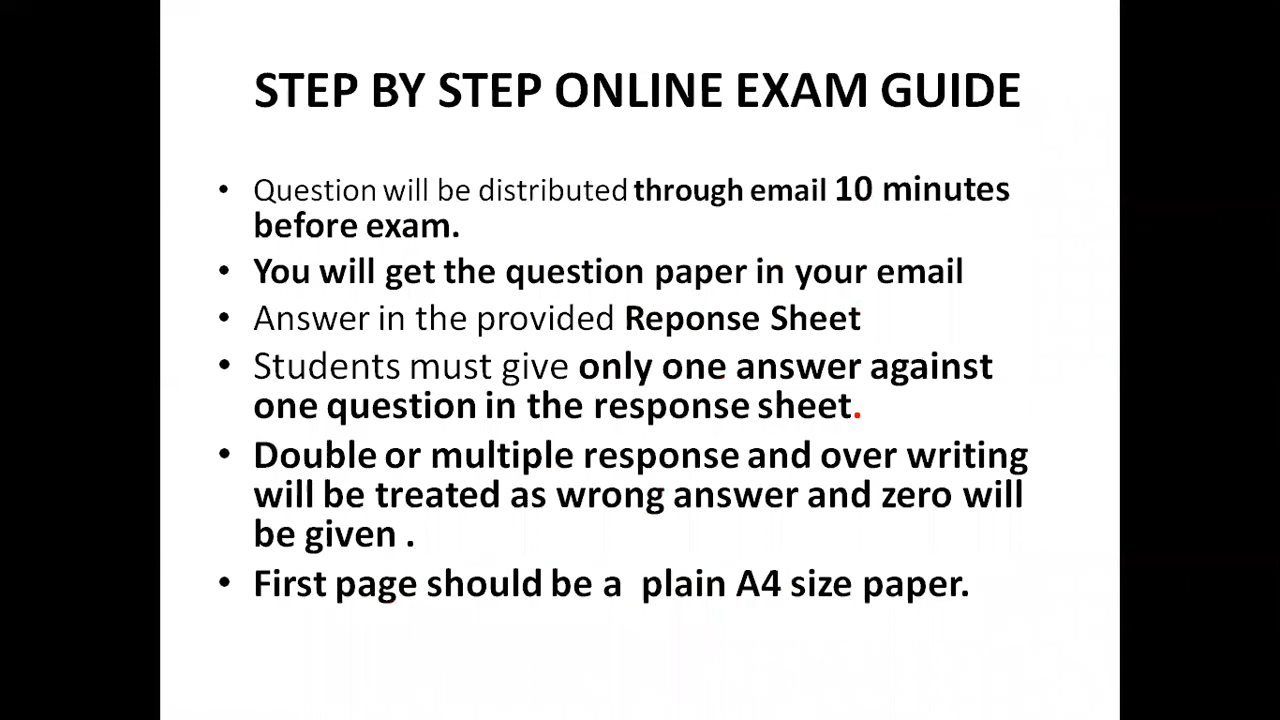 STEP BY STEP ONLINE EXAM GUIDE
• Question will be distributed through email 10 minutes
before exam.
• You will get the question paper in your email
• Answer in the provided Reponse Sheet
• Students must give only one answer against
one question in the response sheet.
• Double or multiple response and over writing
will be treated as wrong answer and zero will
be given .
• First page should be a  plain A4 size paper.